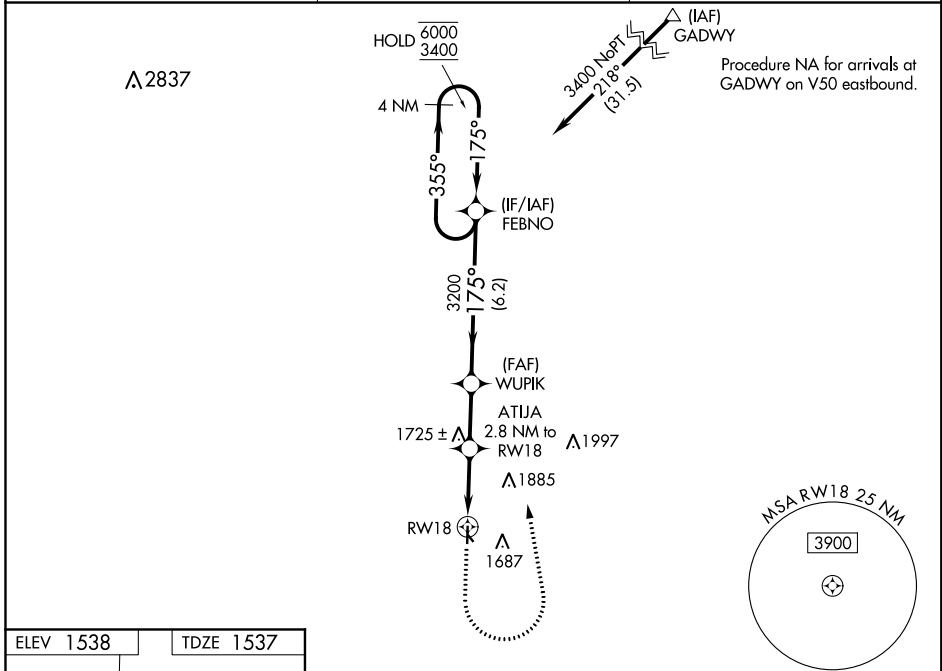 HOLD 6000
3400
(IAF)
GADWY
2837
3400 NoPT
218°
(31.5)
Procedure NA for arrivals at
GADWY on V50 eastbound.
4 NM
355°
175°
(IF/IAF)
FEBNO
3200
175°
(6.2)
(FAF)
WUPIK
ATIJA
2.8 NM to
RW18
1725 ±
1997
1885
RW18
1687
MSA RW18 25 NM
3900
ELEV 1538
TDZE 1537